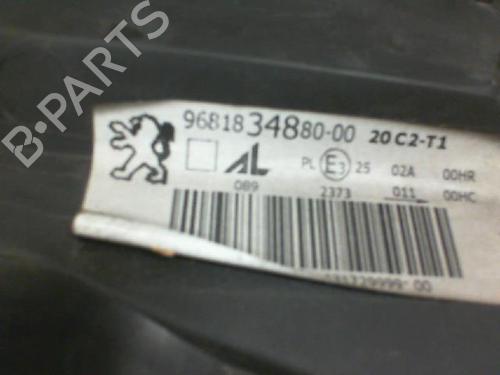 9681834880-00 20C2-T1
AL PL E3 25 02A 00HR
089 2373 011 00HC
B-PARTS